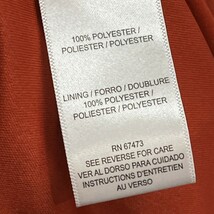 100% POLYESTER /
POLIESTER / POLYESTER
LINING / FORRO / DOUBLURE
100% POLYESTER /
POLIESTER / POLYESTER
RN 67473
SEE REVERSE FOR CARE
VER AL DORSO PARA CUIDADO
INSTRUCTIONS D'ENTRETIEN
AU VERSO